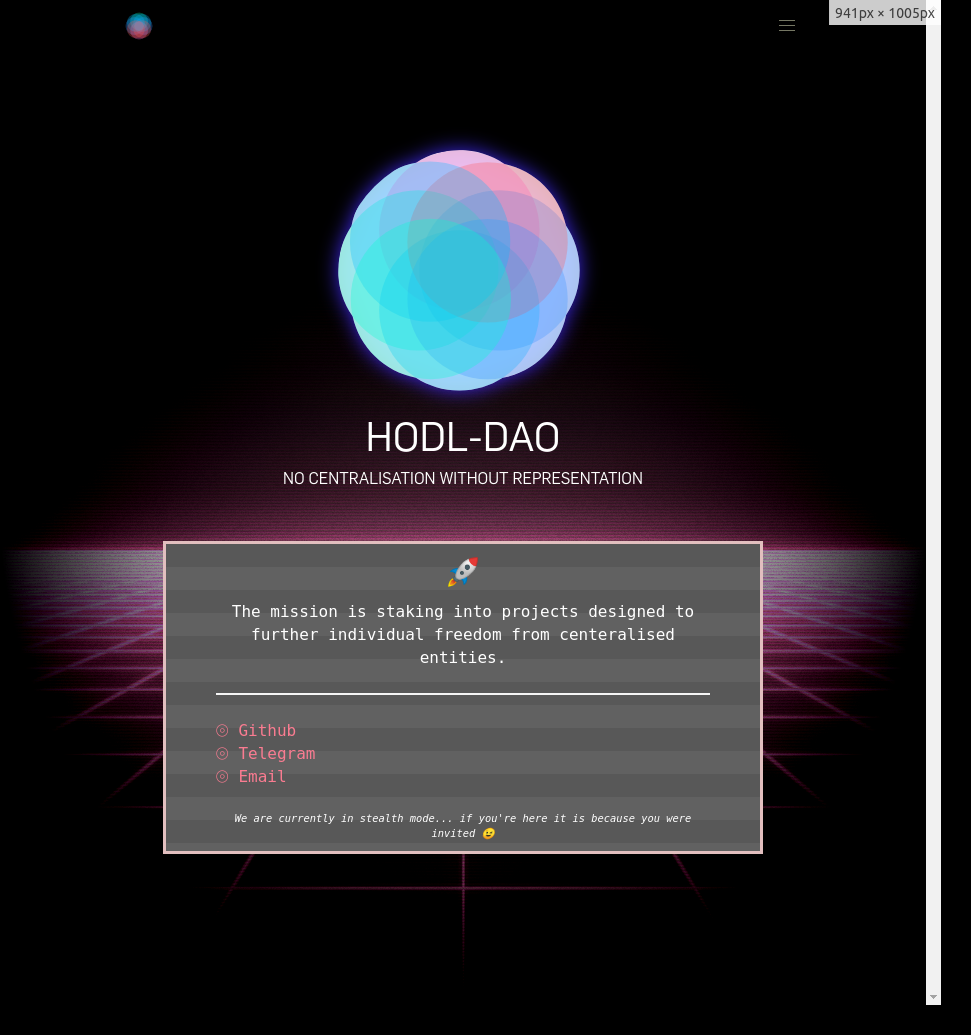 941px × 1005px
HODL-DAO
NO CENTRALISATION WITHOUT REPRESENTATION
The mission is staking into projects designed to
further individual freedom from centeralised
entities.
Github
Telegram
Email
We are currently in stealth mode... if you're here it is because you were
invited 😉